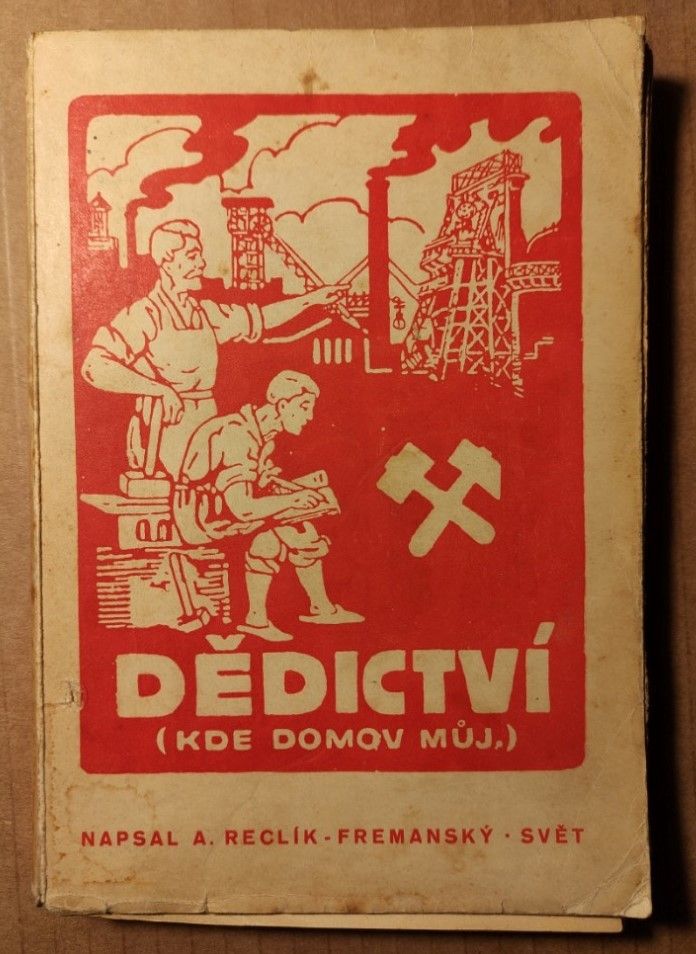 DĚDICTVÍ
(KDE DOMOV MŮJ.)
NAPSAL A. RECLÍK-FREMANSKÝ · SVĚT